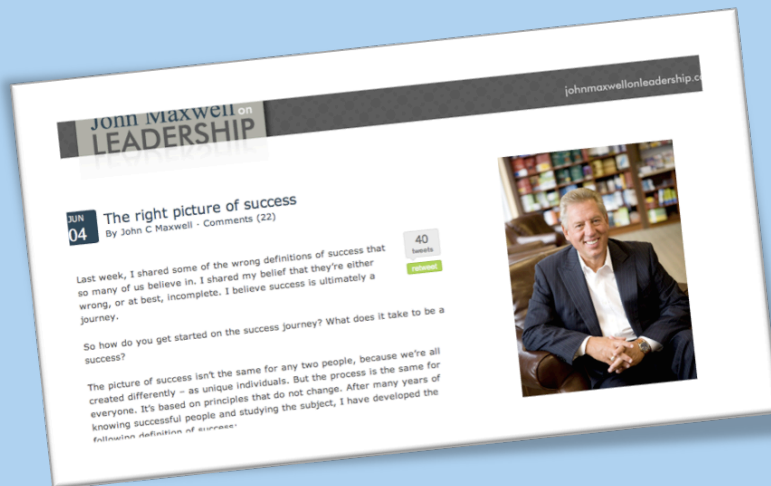 John Maxwell on
LEADERSHIP
johnmaxwellonleadership.c
JUN
04
The right picture of success
By John C Maxwell - Comments (22)
40
tweets
retweet
Last week, I shared some of the wrong definitions of success that
so many of us believe in. I shared my belief that they're either
wrong, or at best, incomplete. I believe success is ultimately a
journey.
So how do you get started on the success journey? What does it take to be a
success?
The picture of success isn't the same for any two people, because we're all
created differently – as unique individuals. But the process is the same for
everyone. It's based on principles that do not change. After many years of
knowing successful people and studying the subject, I have developed the
following definition of success: